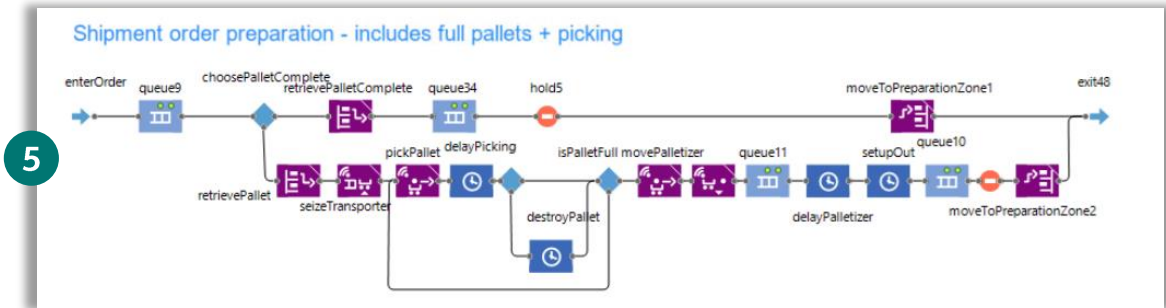 Shipment order preparation - includes full pallets + picking
enterOrder
queue9
choosePalletComplete
retrievePalletComplete
queue34
hold5
moveToPreparationZone1
exit48
5
retrievePallet
seizeTransporter
pickPallet
delayPicking
destroyPallet
isPalletFull
movePalletizer
queue11
delayPalletizer
setupOut
queue10
moveToPreparationZone2